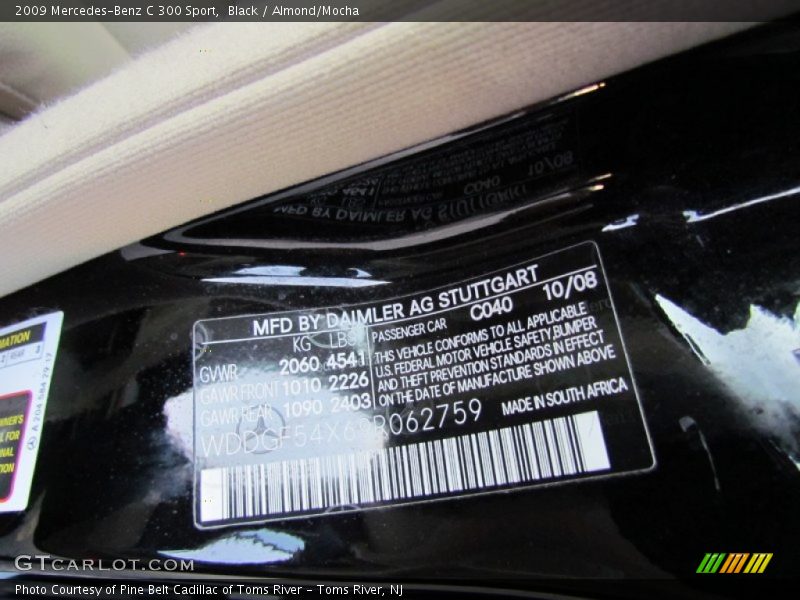 2009 Mercedes-Benz C 300 Sport, Black / Almond/Mocha
MFD BY DAIMLER AG STUTTGART
KG LBS
GVWR 2060 4541
GAWR FRONT 1010 2226
GAWR REAR 1090 2403
PASSENGER CAR C040 10/08
THIS VEHICLE CONFORMS TO ALL APPLICABLE
U.S. FEDERAL MOTOR VEHICLE SAFETY BUMPER
AND THEFT PREVENTION STANDARDS IN EFFECT
ON THE DATE OF MANUFACTURE SHOWN ABOVE
MADE IN SOUTH AFRICA
GTCARLOT.COM
Photo Courtesy of Pine Belt Cadillac of Toms River - Toms River, NJ